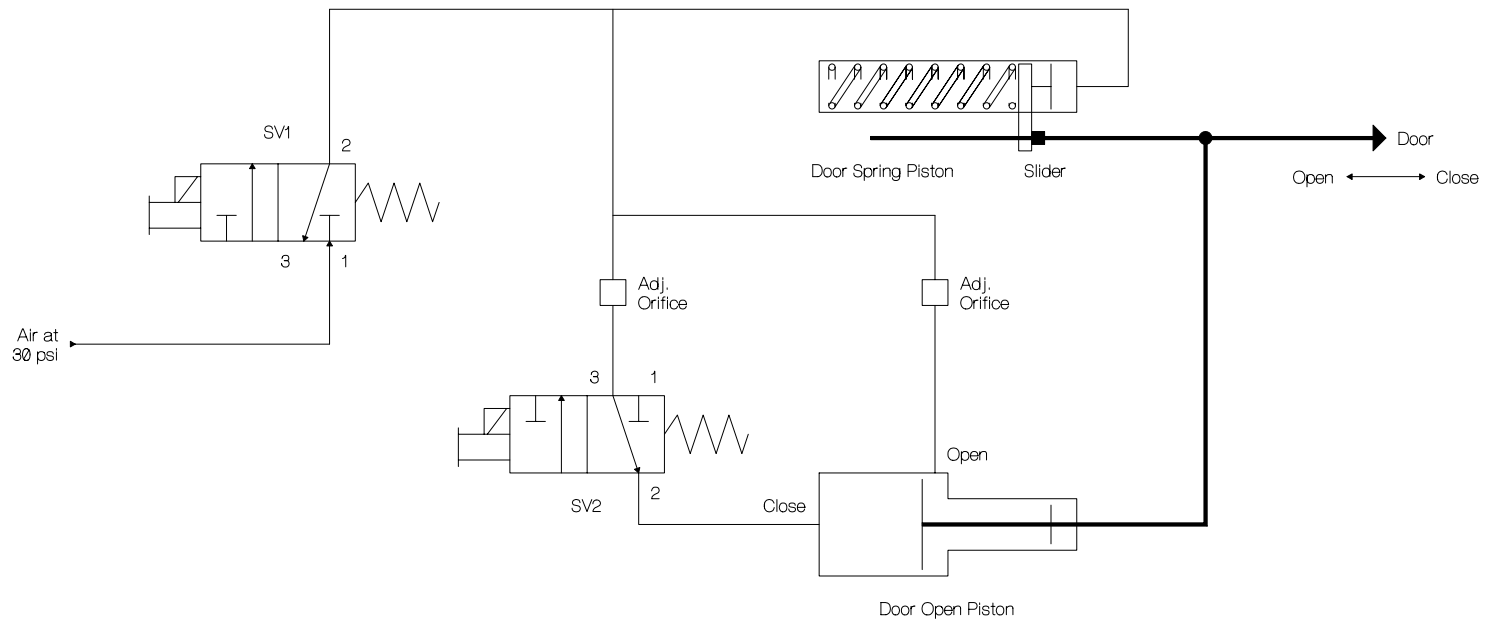 SV1
2
3
1
Air at
30 psi
Door Spring Piston
Slider
Door
Open
Close
Adj.
Orifice
Adj.
Orifice
3
1
SV2
2
Close
Open
Door Open Piston